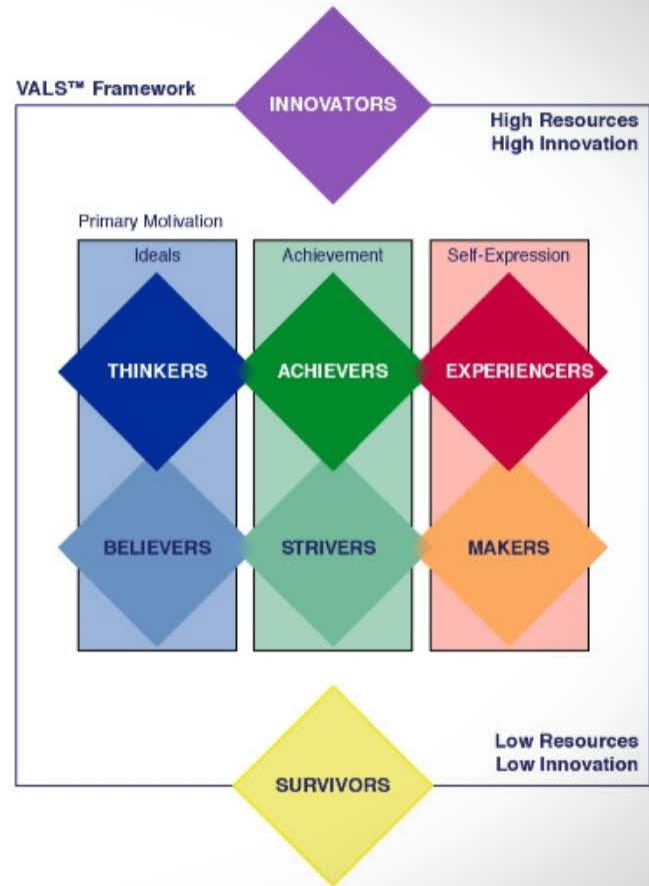 VALS™ Framework
INNOVATORS
High Resources
High Innovation
Primary Motivation
Ideals
Achievement
Self-Expression
THINKERS
ACHIEVERS
EXPERIENCERS
BELIEVERS
STRIVERS
MAKERS
Low Resources
Low Innovation
SURVIVORS